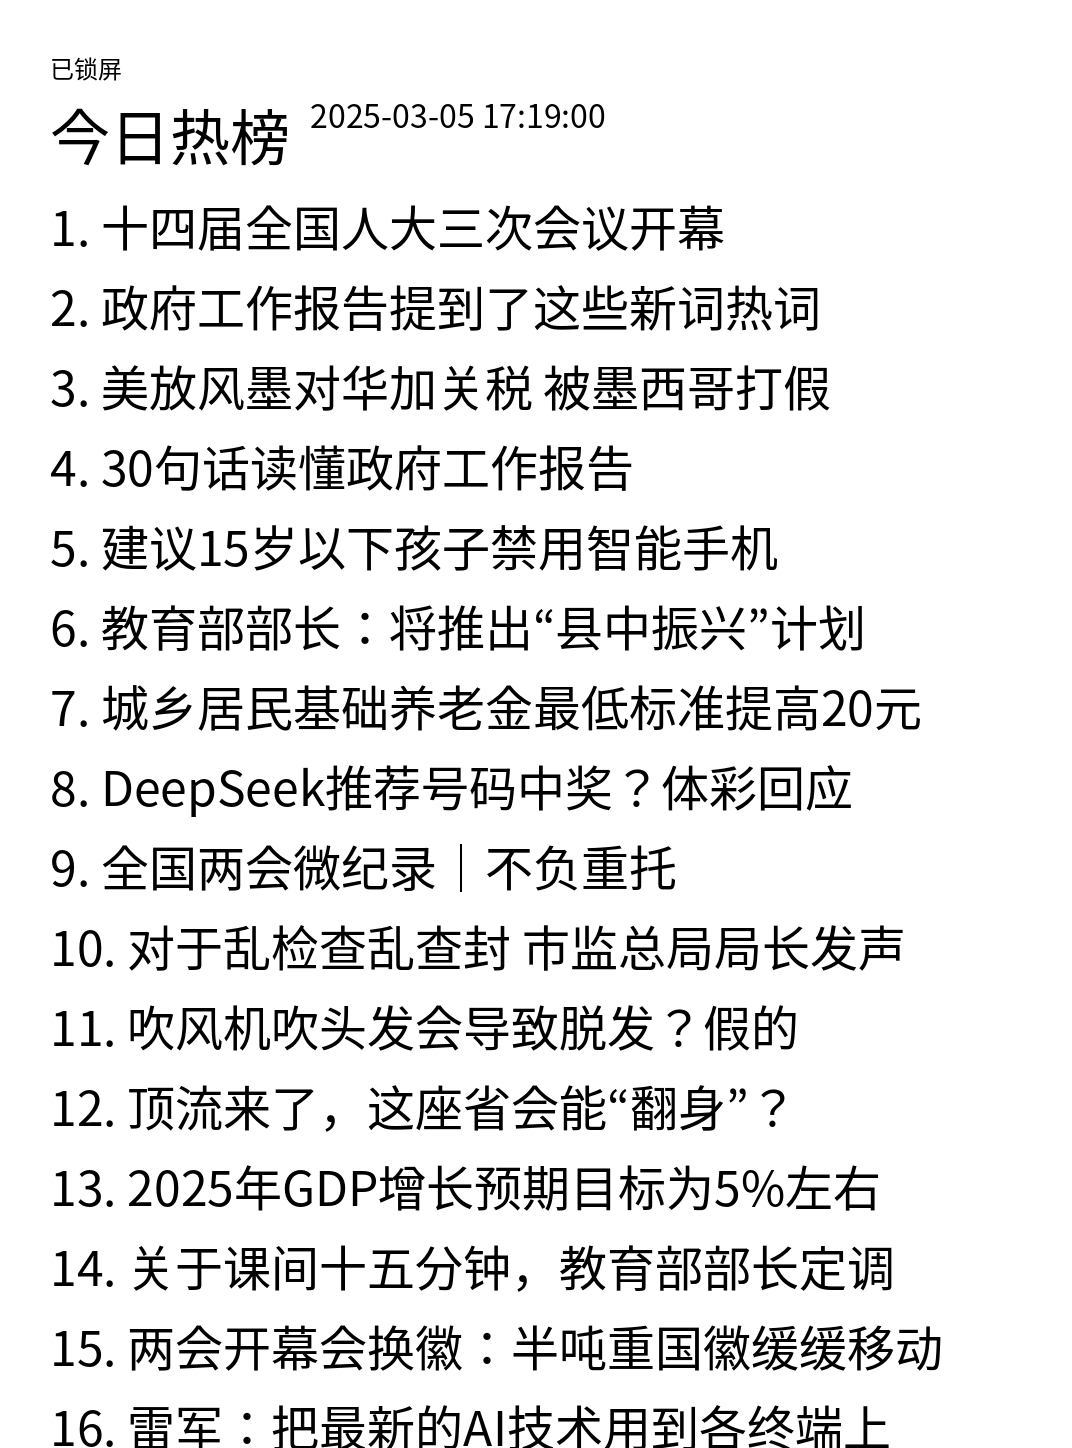 已锁屏
今日热榜 2025-03-05 17:19:00
1. 十四届全国人大三次会议开幕
2. 政府工作报告提到了这些新词热词
3. 美放风墨对华加关税 被墨西哥打假
4. 30句话读懂政府工作报告
5. 建议15岁以下孩子禁用智能手机
6. 教育部部长：将推出“县中振兴”计划
7. 城乡居民基础养老金最低标准提高20元
8. DeepSeek推荐号码中奖？体彩回应
9. 全国两会微纪录｜不负重托
10. 对于乱检查乱查封 市监总局局长发声
11. 吹风机吹头发会导致脱发？假的
12. 顶流来了，这座省会能“翻身”？
13. 2025年GDP增长预期目标为5%左右
14. 关于课间十五分钟，教育部部长定调
15. 两会开幕会换徽：半吨重国徽缓缓移动
16. 雷军：把最新的AI技术用到各终端上